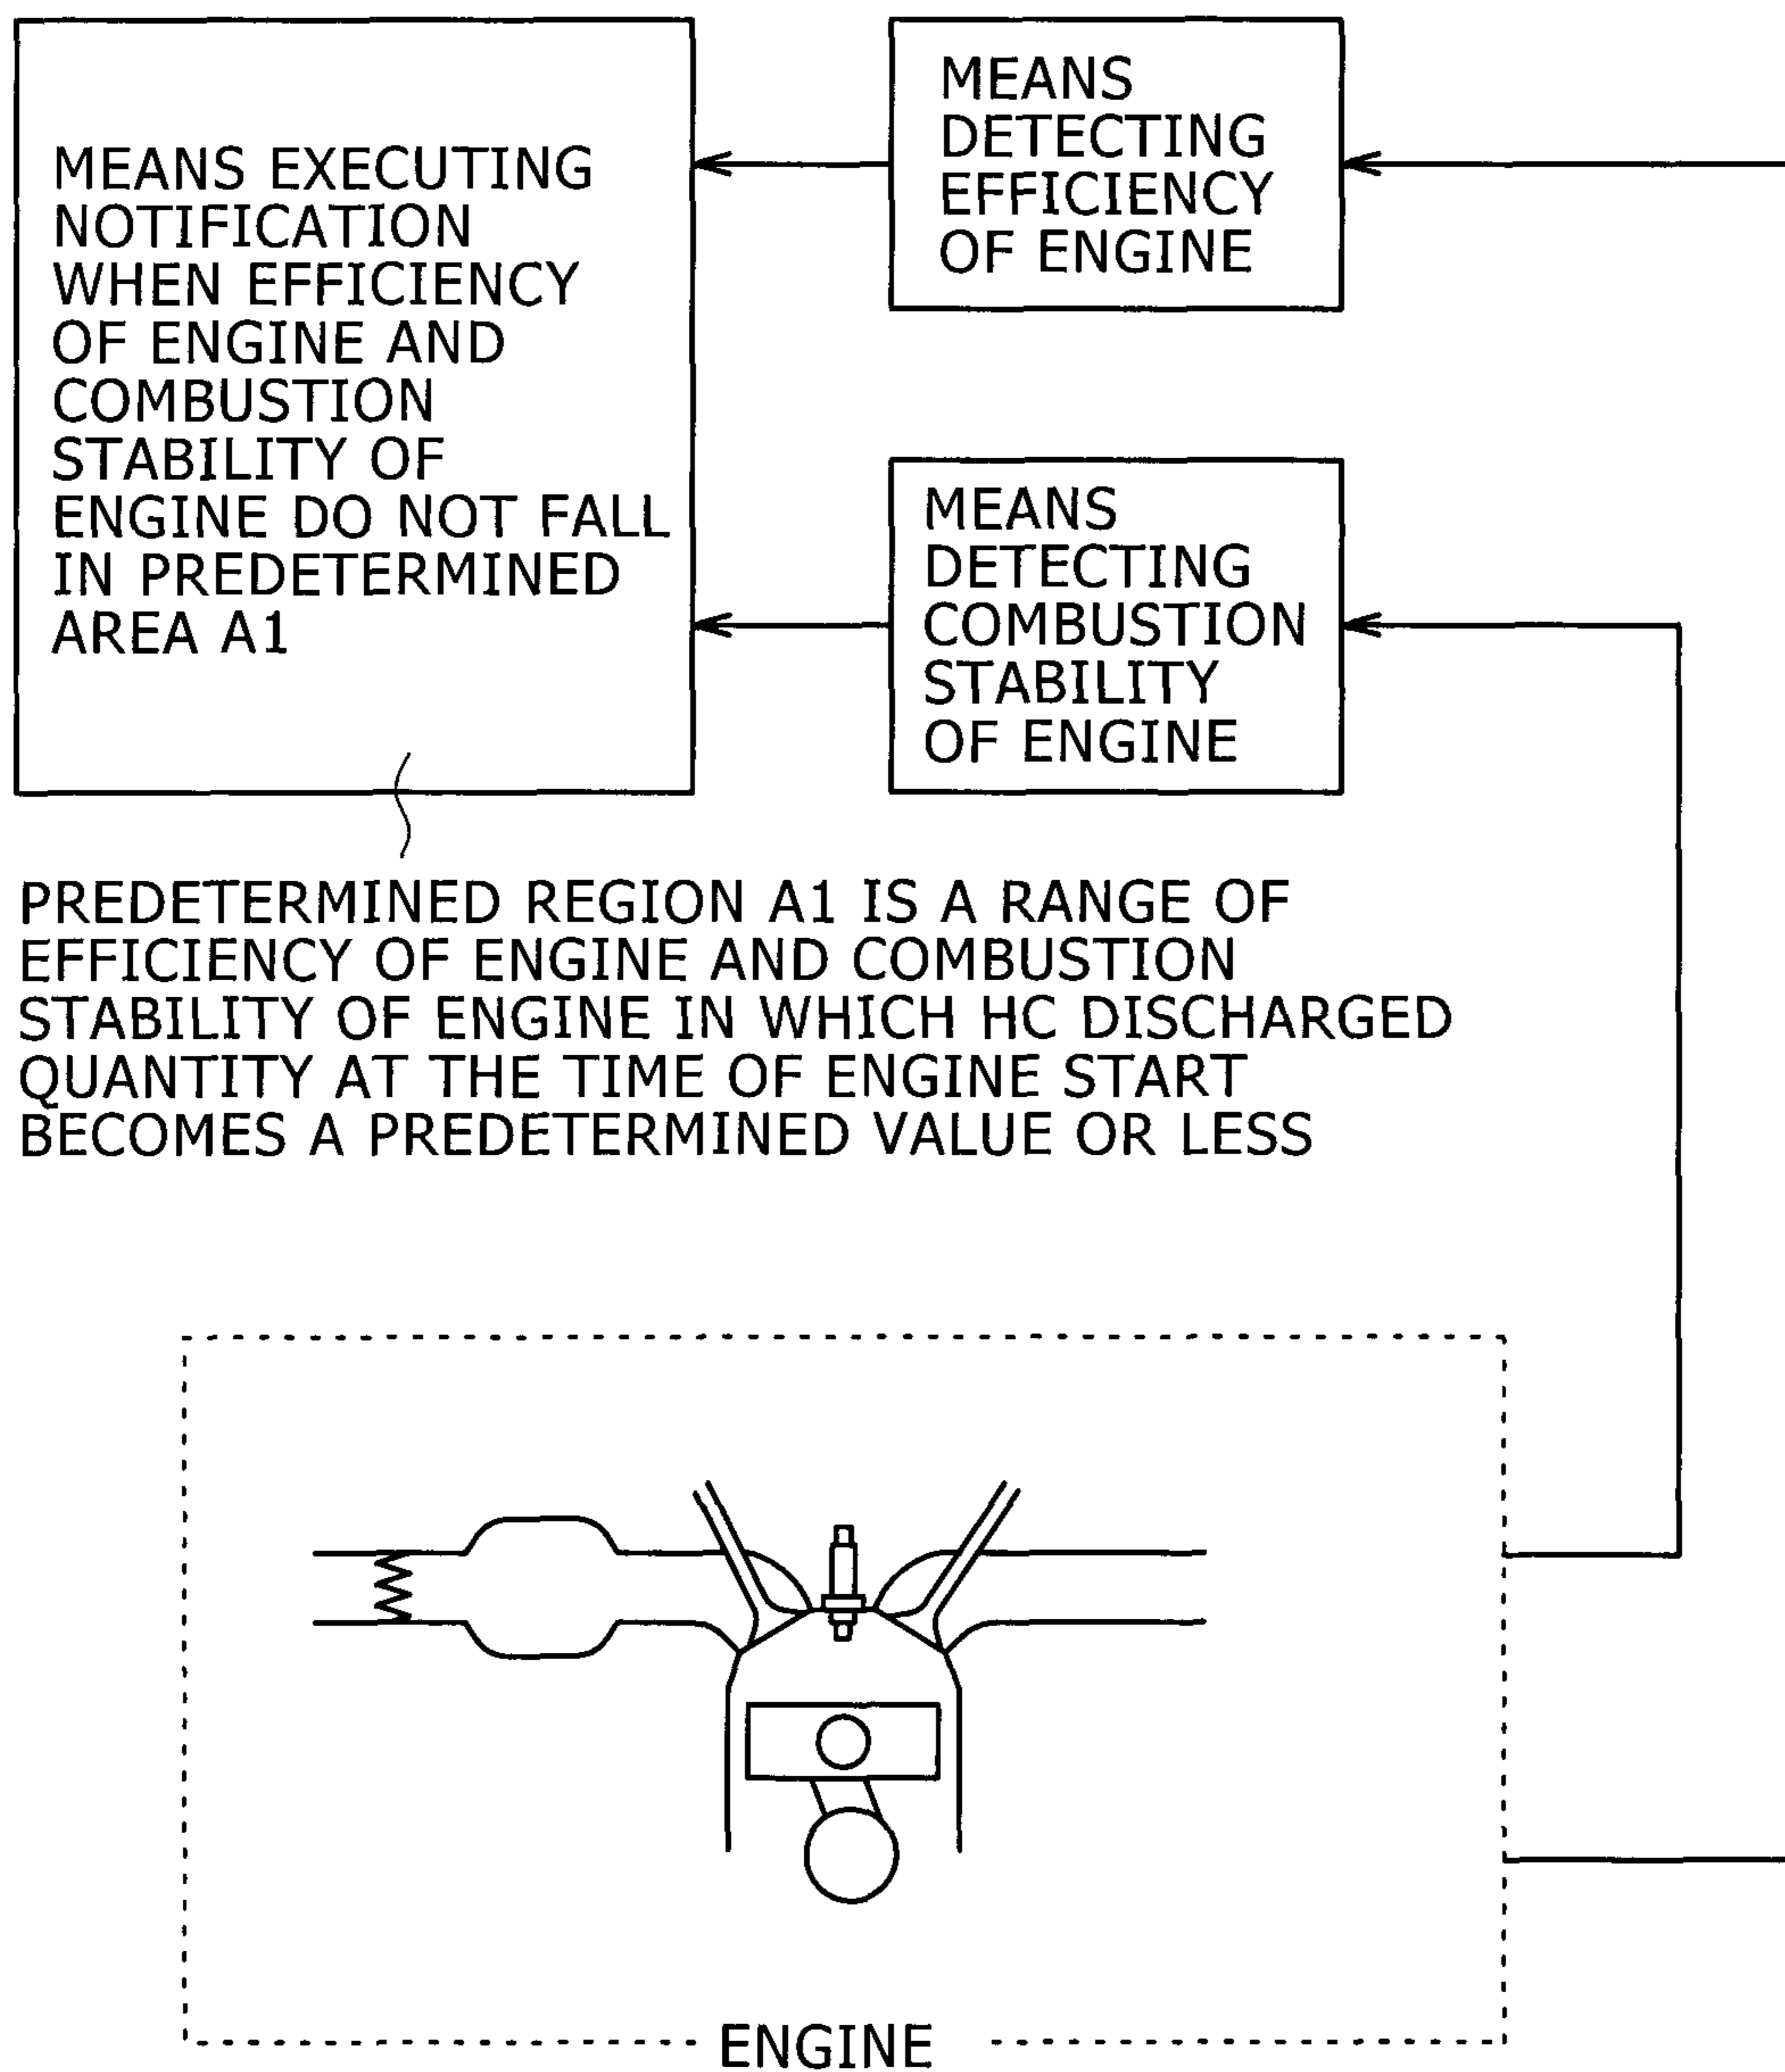 MEANS EXECUTING
NOTIFICATION
WHEN EFFICIENCY
OF ENGINE AND
COMBUSTION
STABILITY OF
ENGINE DO NOT FALL
IN PREDETERMINED
AREA A1
MEANS
DETECTING
EFFICIENCY
OF ENGINE
MEANS
DETECTING
COMBUSTION
STABILITY
OF ENGINE
PREDETERMINED REGION A1 IS A RANGE OF
EFFICIENCY OF ENGINE AND COMBUSTION
STABILITY OF ENGINE IN WHICH HC DISCHARGED
QUANTITY AT THE TIME OF ENGINE START
BECOMES A PREDETERMINED VALUE OR LESS
ENGINE